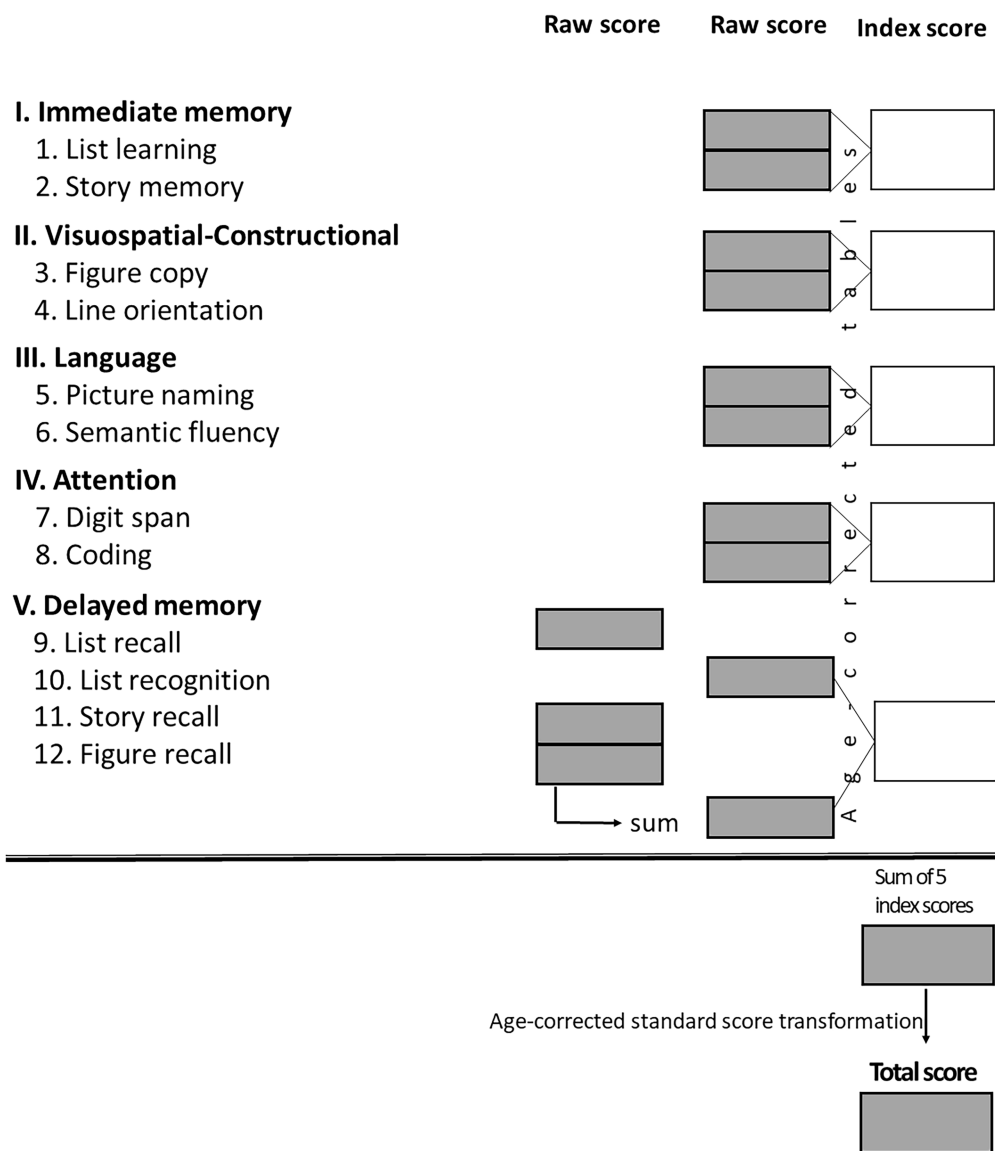 Raw score Raw score Index score
I. Immediate memory
1. List learning
2. Story memory
II. Visuospatial-Constructional
3. Figure copy
4. Line orientation
III. Language
5. Picture naming
6. Semantic fluency
IV. Attention
7. Digit span
8. Coding
V. Delayed memory
9. List recall
10. List recognition
11. Story recall
12. Figure recall
sum
Age-corrected tables
Sum of 5
index scores
Age-corrected standard score transformation
Total score